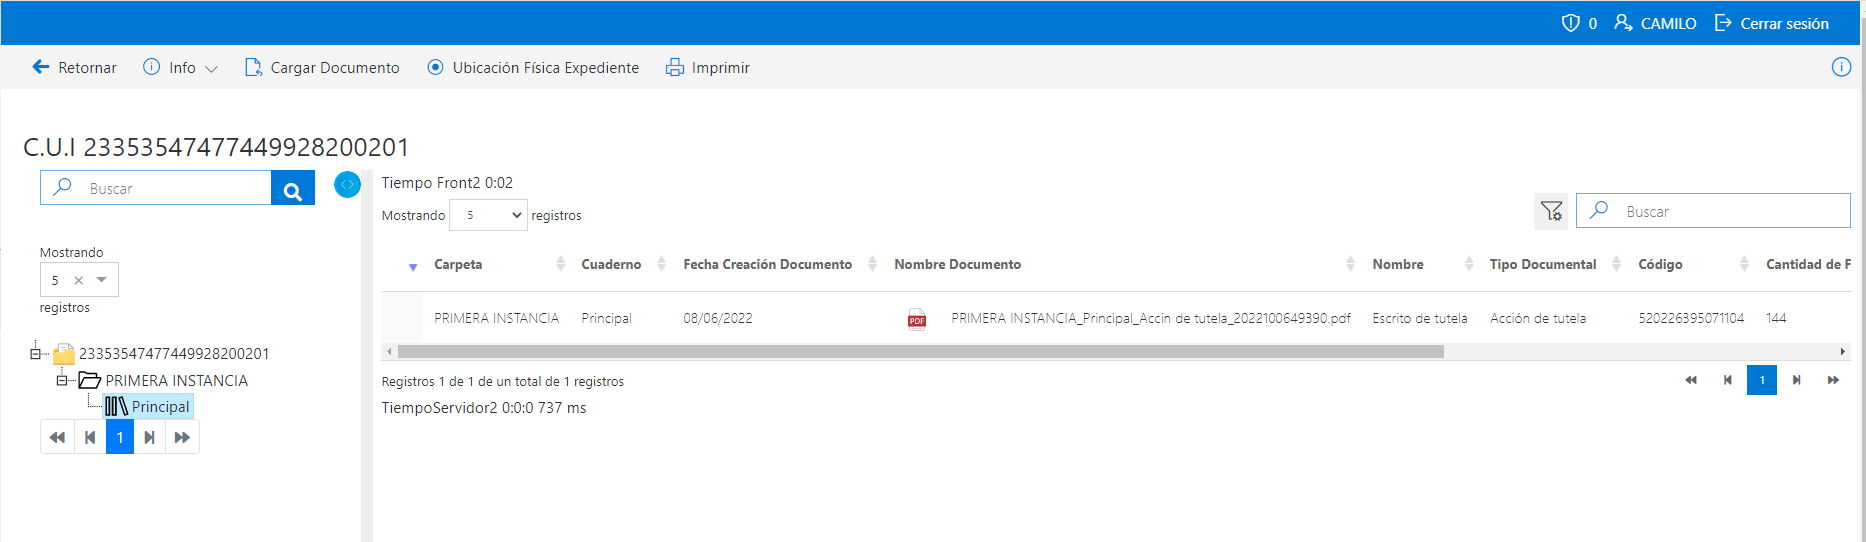 0 CAMILO Cerrar sesión
Retornar Info Cargar Documento Ubicación Física Expediente Imprimir
C.U.I 23353547477449928200201
Buscar
Mostrando
5
registros
23353547477449928200201
PRIMERA INSTANCIA
Principal
1
Tiempo Front2 0:02
Mostrando 5 registros
Buscar
Carpeta Cuaderno Fecha Creación Documento Nombre Documento Nombre Tipo Documental Código Cantidad de F
PRIMERA INSTANCIA Principal 08/06/2022 PDF PRIMERA INSTANCIA_Principal_Accin de tutela_2022100649390.pdf Escrito de tutela Acción de tutela 520226395071104 144
Registros 1 de 1 de un total de 1 registros
1
TiempoServidor2 0:0:0 737 ms